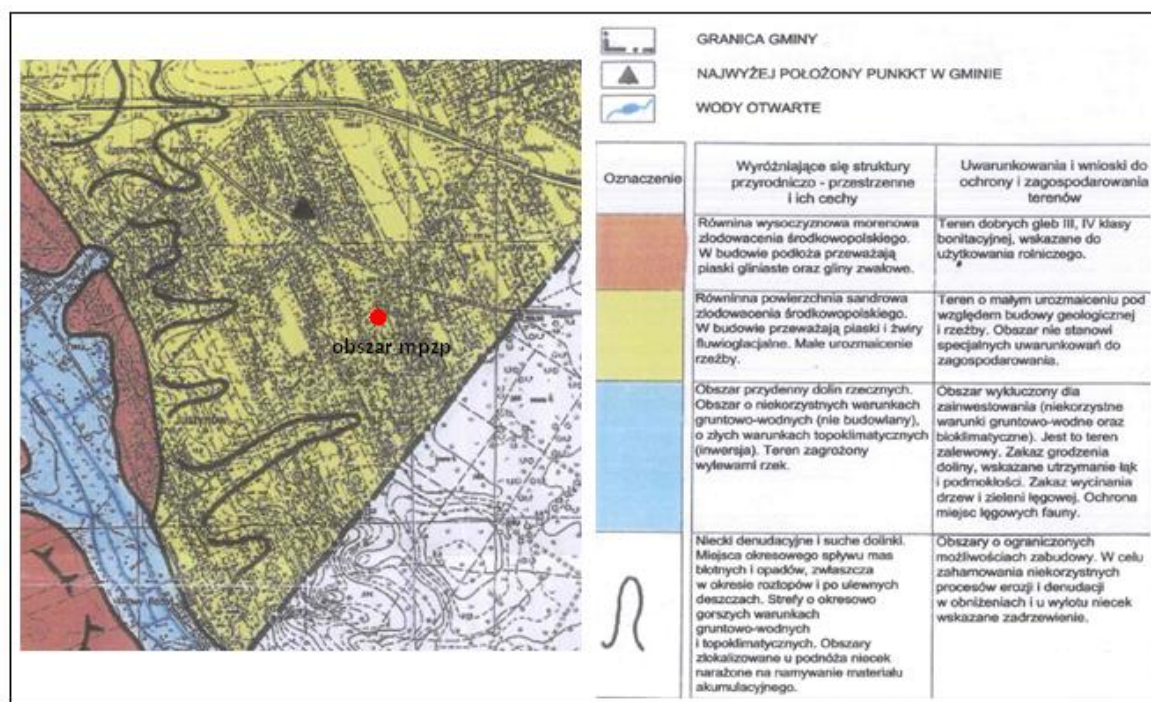 GRANICA GMINY
NAJWYŻEJ POŁOŻONY PUNKKT W GMINIE
WODY OTWARTE
obszar mpzp
Oznaczenie
Wyróżniające się struktury
przyrodniczo - przestrzenne
i ich cechy
Uwarunkowania i wnioski do
ochrony i zagospodarowania
terenów
Równina wysoczyznowa morenowa
zlodowacenia środkowopolskiego.
W budowie podłoża przeważają
piaski gliniaste oraz gliny zwałowe.
Teren dobrych gleb III, IV klasy
bonitacyjnej, wskazane do
użytkowania rolniczego.
Równinna powierzchnia sandrowa
zlodowacenia środkowopolskiego.
W budowie przeważają piaski i żwiry
fluwioglacjalne. Małe urozmaicenie
rzeźby.
Teren o małym urozmaiceniu pod
względem budowy geologicznej
i rzeźby. Obszar nie stanowi
specjalnych uwarunkowań do
zagospodarowania.
Obszar przydenny dolin rzecznych.
Obszar o niekorzystnych warunkach
gruntowo-wodnych (nie budowlany),
o złych warunkach topoklimatycznych
(inwersja). Teren zagrożony
wylewami rzek.
Obszar wykluczony dla
zainwestowania (niekorzystne
warunki gruntowo-wodne oraz
bioklimatyczne). Jest to teren
zalewowy. Zakaz grodzenia
doliny, wskazane utrzymanie łąk
i podmokłości. Zakaz wycinania
drzew i zieleni łęgowej. Ochrona
miejsc lęgowych fauny.
Niecki denudacyjne i suche dolinki.
Miejsca okresowego spływu mas
błotnych i opadów, zwłaszcza
w okresie roztopów i po ulewnych
deszczach. Strefy o okresowo
gorszych warunkach
gruntowo-wodnych
i topoklimatycznych. Obszary
zlokalizowane u podnóża niecek
narażone na namywanie materiału
akumulacyjnego.
Obszary o ograniczonych
możliwościach zabudowy. W celu
zahamowania niekorzystnych
procesów erozji i denudacji
w obniżeniach i u wylotu niecek
wskazane zadrzewienie.